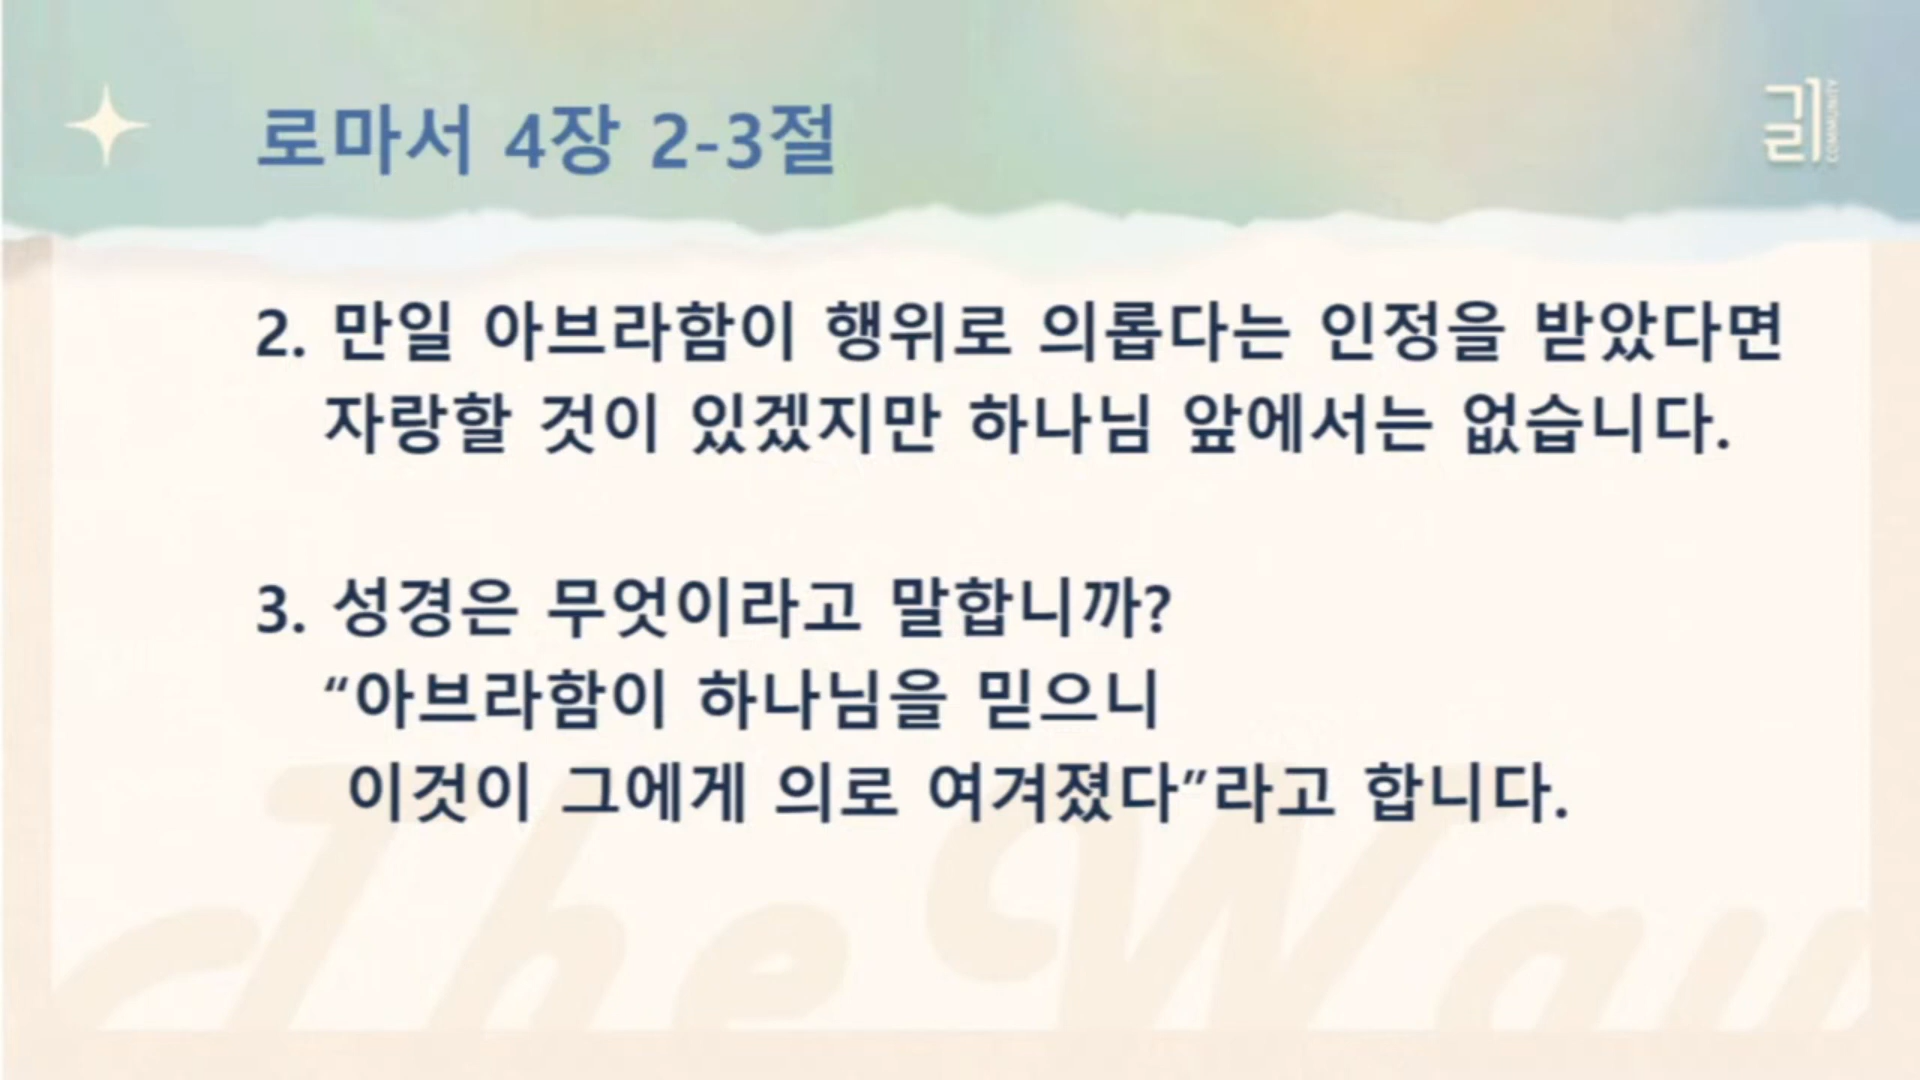 로마서 4장 2-3절
길 COMMUNITY
2. 만일 아브라함이 행위로 의롭다는 인정을 받았다면
자랑할 것이 있겠지만 하나님 앞에서는 없습니다.
3. 성경은 무엇이라고 말합니까?
“아브라함이 하나님을 믿으니
이것이 그에게 의로 여겨졌다”라고 합니다.
The Way